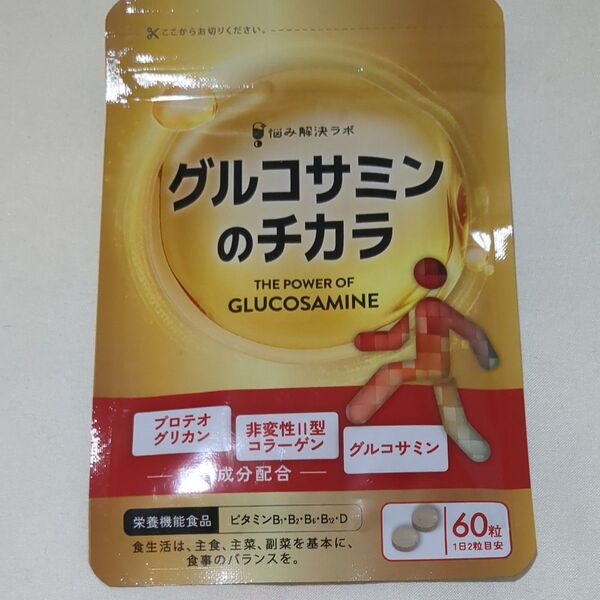 ここからお切りください。
悩み解決ラボ
グルコサミン
のチカラ
THE POWER OF
GLUCOSAMINE
プロテオ
グリカン
非変性II型
コラーゲン
グルコサミン
成分配合
栄養機能食品
ビタミンB1・B2・B6・B12・D
60粒
1日2粒目安
食生活は、主食、主菜、副菜を基本に、
食事のバランスを。